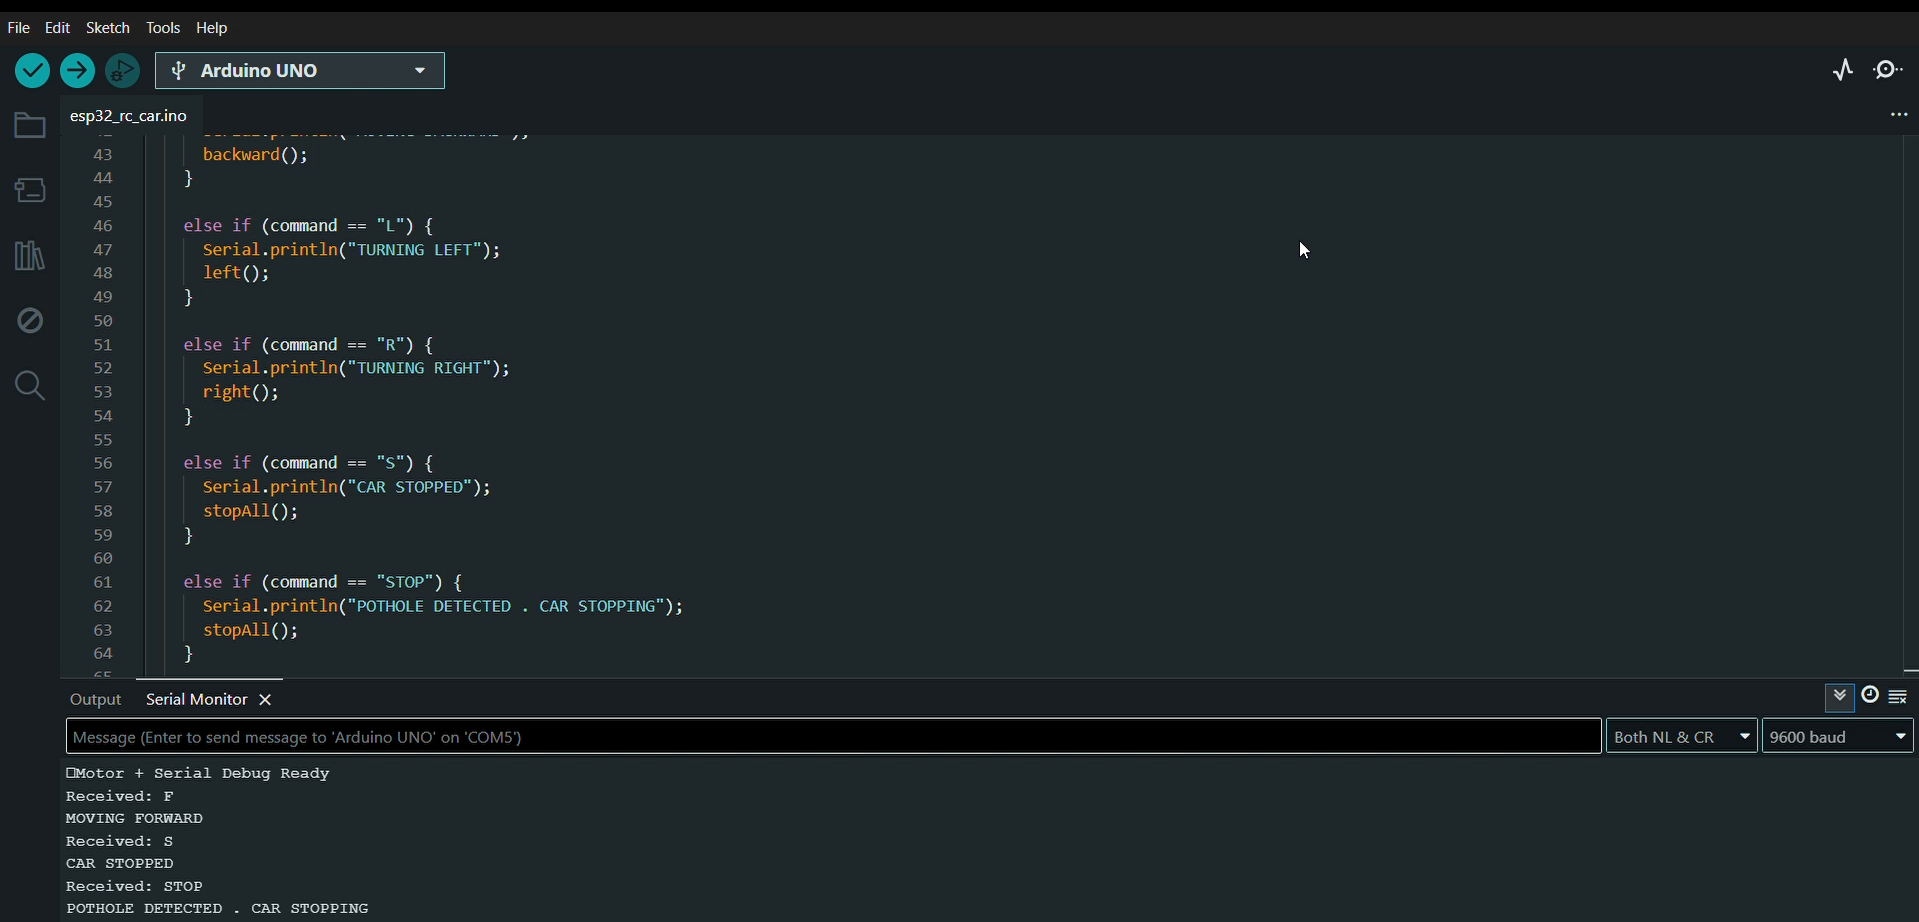 File Edit Sketch Tools Help
Arduino UNO
esp32_rc_car.ino
43 backward();
44 }
45
46 else if (command == "L") {
47 Serial.println("TURNING LEFT");
48 left();
49 }
50
51 else if (command == "R") {
52 Serial.println("TURNING RIGHT");
53 right();
54 }
55
56 else if (command == "S") {
57 Serial.println("CAR STOPPED");
58 stopAll();
59 }
60
61 else if (command == "STOP") {
62 Serial.println("POTHOLE DETECTED . CAR STOPPING");
63 stopAll();
64 }
Output Serial Monitor
Message (Enter to send message to 'Arduino UNO' on 'COM5') Both NL & CR 9600 baud
□Motor + Serial Debug Ready
Received: F
MOVING FORWARD
Received: S
CAR STOPPED
Received: STOP
POTHOLE DETECTED . CAR STOPPING